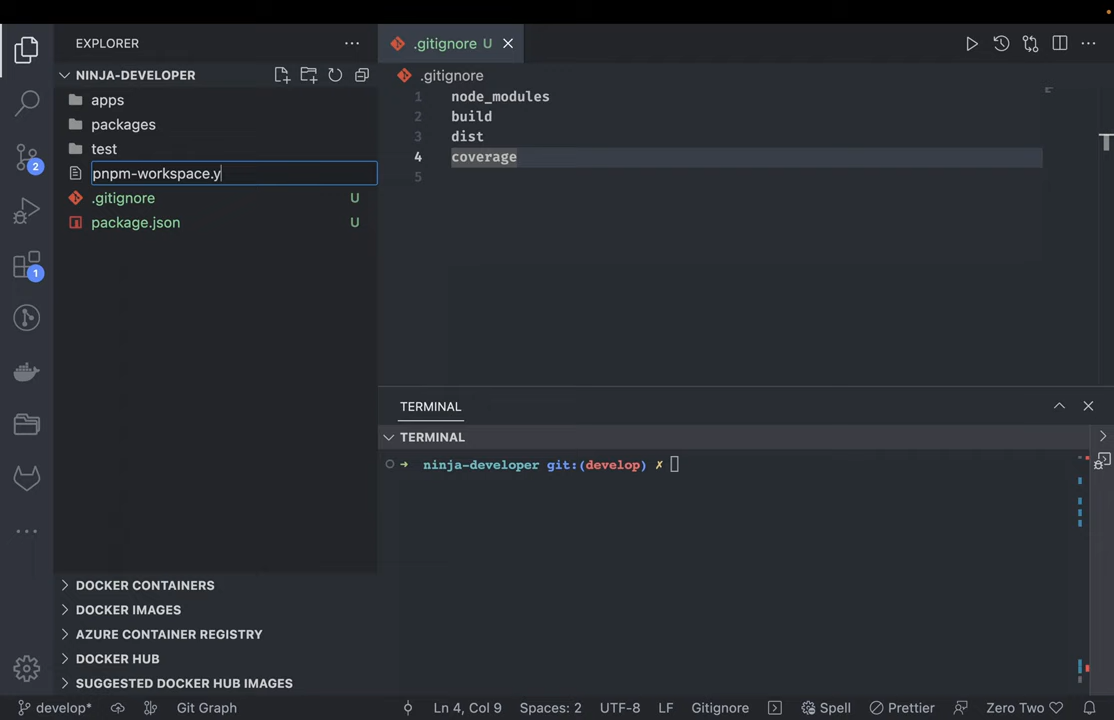 EXPLORER
NINJA-DEVELOPER
apps
packages
test
pnpm-workspace.y
.gitignore U
package.json U
2
1
DOCKER CONTAINERS
DOCKER IMAGES
AZURE CONTAINER REGISTRY
DOCKER HUB
SUGGESTED DOCKER HUB IMAGES
.gitignore U
.gitignore
1 node_modules
2 build
3 dist
4 coverage
5
TERMINAL
TERMINAL
ninja-developer git:(develop) ✗
develop* Git Graph Ln 4, Col 9 Spaces: 2 UTF-8 LF Gitignore Spell Prettier Zero Two